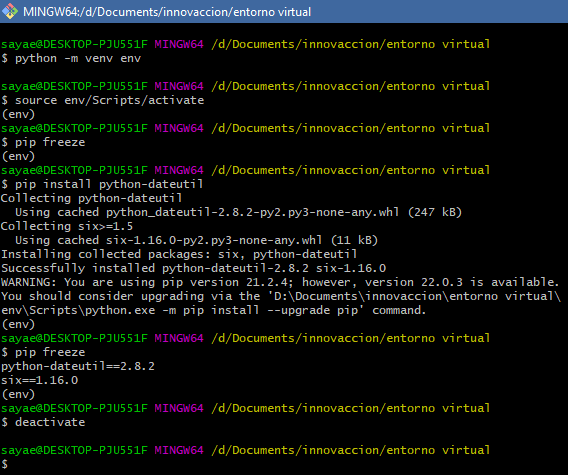 MINGW64:/d/Documents/innovaccion/entorno virtual
sayae@DESKTOP-PJU551F MINGW64 /d/Documents/innovaccion/entorno virtual
$ python -m venv env
sayae@DESKTOP-PJU551F MINGW64 /d/Documents/innovaccion/entorno virtual
$ source env/Scripts/activate
(env)
sayae@DESKTOP-PJU551F MINGW64 /d/Documents/innovaccion/entorno virtual
$ pip freeze
(env)
sayae@DESKTOP-PJU551F MINGW64 /d/Documents/innovaccion/entorno virtual
$ pip install python-dateutil
Collecting python-dateutil
  Using cached python_dateutil-2.8.2-py2.py3-none-any.whl (247 kB)
Collecting six>=1.5
  Using cached six-1.16.0-py2.py3-none-any.whl (11 kB)
Installing collected packages: six, python-dateutil
Successfully installed python-dateutil-2.8.2 six-1.16.0
WARNING: You are using pip version 21.2.4; however, version 22.0.3 is available.
You should consider upgrading via the 'D:\Documents\innovaccion\entorno virtual\
env\Scripts\python.exe -m pip install --upgrade pip' command.
(env)
sayae@DESKTOP-PJU551F MINGW64 /d/Documents/innovaccion/entorno virtual
$ pip freeze
python-dateutil==2.8.2
six==1.16.0
(env)
sayae@DESKTOP-PJU551F MINGW64 /d/Documents/innovaccion/entorno virtual
$ deactivate
sayae@DESKTOP-PJU551F MINGW64 /d/Documents/innovaccion/entorno virtual
$